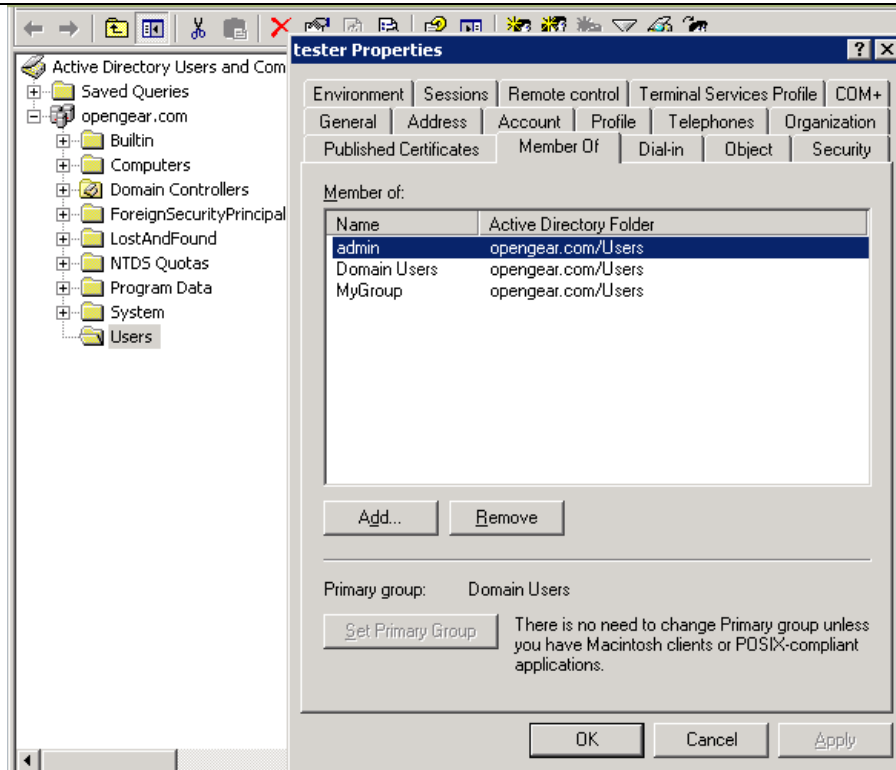 tester Properties
Active Directory Users and Com
Saved Queries
opengear.com
Builtin
Computers
Domain Controllers
ForeignSecurityPrincipal
LostAndFound
NTDS Quotas
Program Data
System
Users
Environment Sessions Remote control Terminal Services Profile COM+
General Address Account Profile Telephones Organization
Published Certificates Member Of Dial-in Object Security
Member of:
Name Active Directory Folder
admin opengear.com/Users
Domain Users opengear.com/Users
MyGroup opengear.com/Users
Add... Remove
Primary group: Domain Users
Set Primary Group
There is no need to change Primary group unless
you have Macintosh clients or POSIX-compliant
applications.
OK Cancel Apply